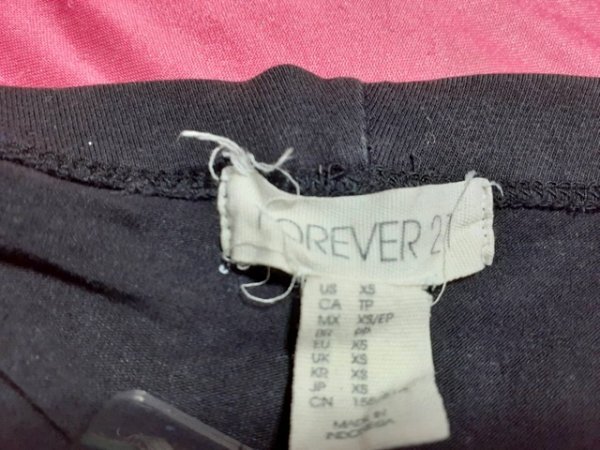 FOREVER 21
US XS
CA TP
MX XS/EP
BR PP
EU XS
UK XS
KR XS
JP XS
CN
MADE IN
INDONESIA